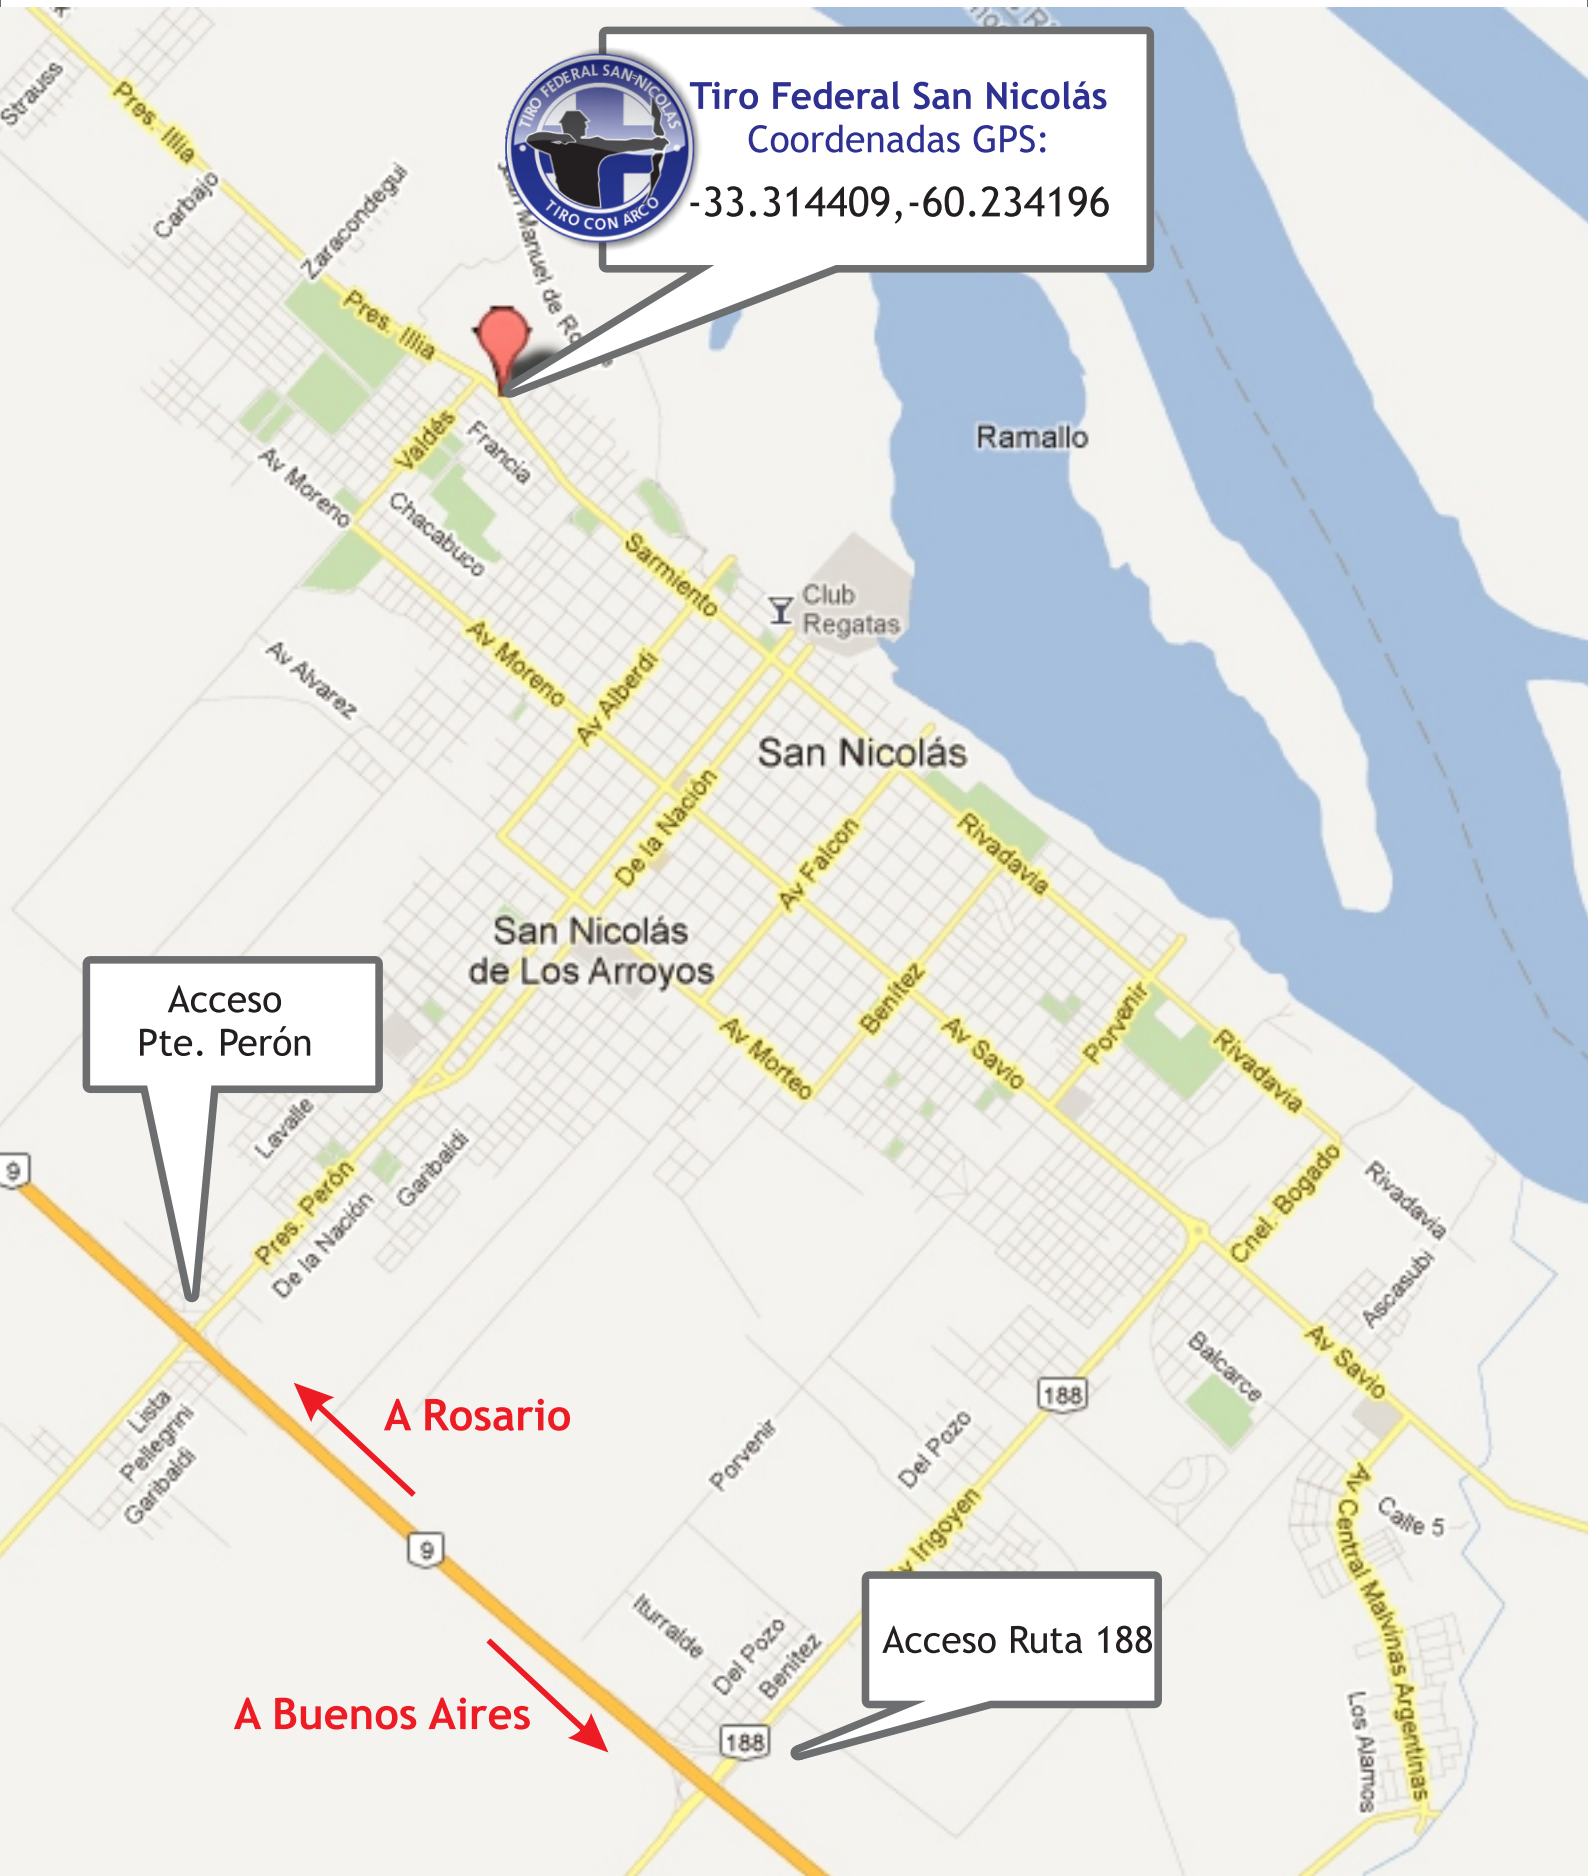 Strauss
Pres. Illia
Carbajo
Zaracondegui
Pres. Illia
TIRO FEDERAL SAN NICOLAS
TIRO CON ARCO
Tiro Federal San Nicolás
Coordenadas GPS:
-33.314409,-60.234196
Manuel de
Valdés
Francia
Av Moreno
Chacabuco
Ramallo
Sarmiento
Club
Regatas
Av Moreno
Av Alberdi
Av Alvarez
San Nicolás
De la Nación
Av Falcon
Rivadavia
San Nicolás
de Los Arroyos
Acceso
Pte. Perón
Benitez
Av Morteo
Av Savio
Porvenir
Rivadavia
Lavalle
Garibaldi
Pres. Perón
De la Nación
9
Cnel. Bogado
Rivadavia
Ascasubi
Av Savio
Balcarce
188
A Rosario
Lista
Pellegrini
Garibaldi
Porvenir
Del Pozo
Av Central Malvinas Argentinas
Calle 5
9
Irigoyen
Iturralde
Del Pozo
Benitez
Acceso Ruta 188
A Buenos Aires
188
Los Alamos